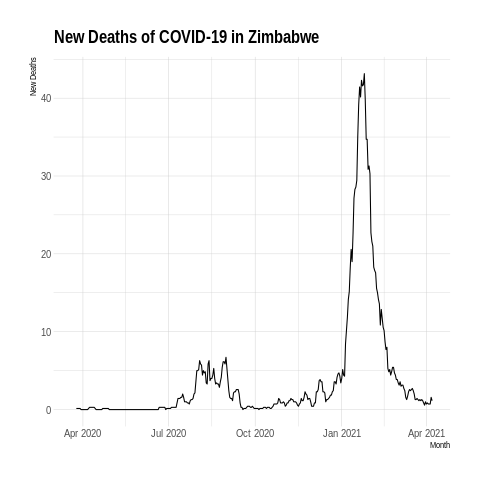 New Deaths of COVID-19 in Zimbabwe
New Deaths
40
30
20
10
0
Apr 2020 Jul 2020 Oct 2020 Jan 2021 Apr 2021
Month